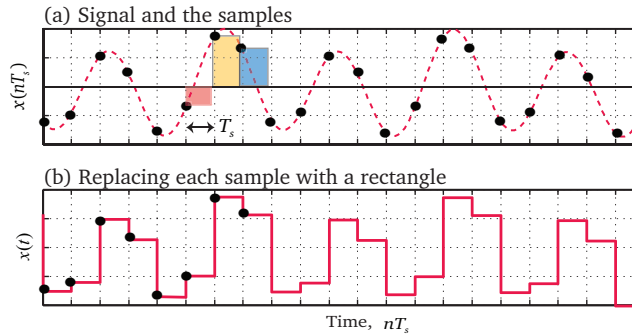 (a) Signal and the samples
x(nTₛ)
Tₛ
(b) Replacing each sample with a rectangle
x(t)
Time, nTₛ